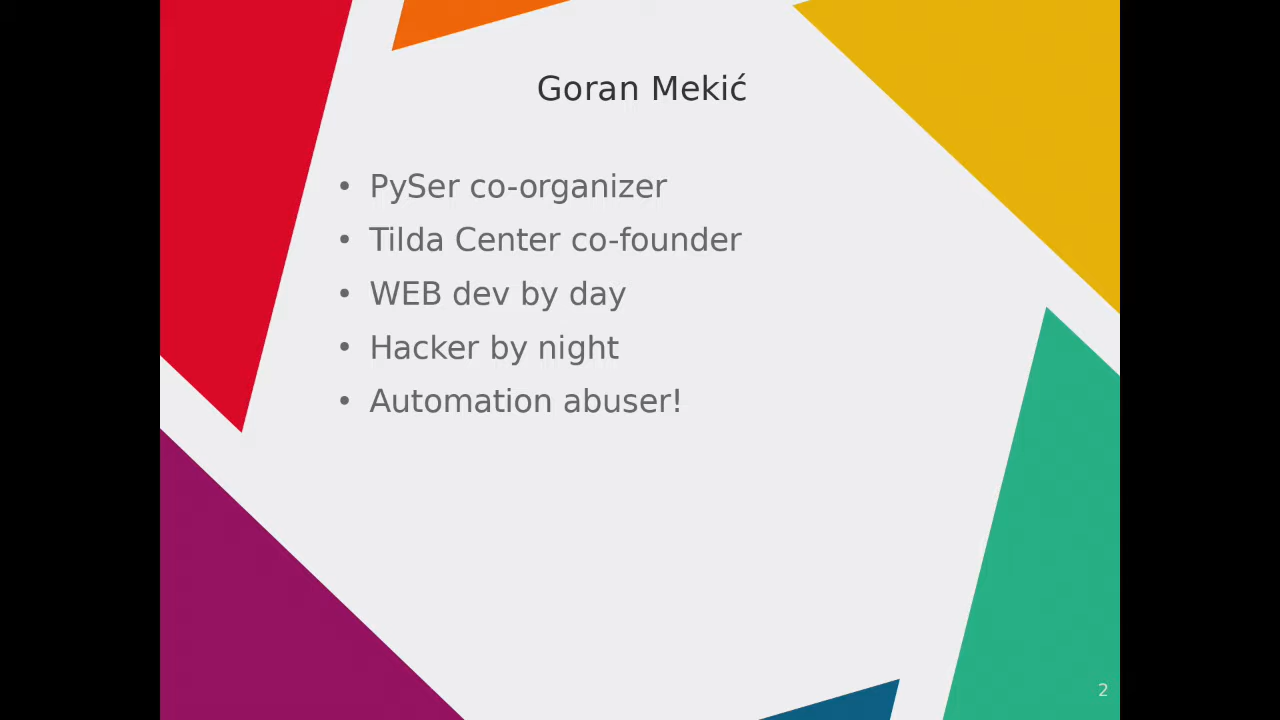 Goran Mekić
• PySer co-organizer
• Tilda Center co-founder
• WEB dev by day
• Hacker by night
• Automation abuser!
2